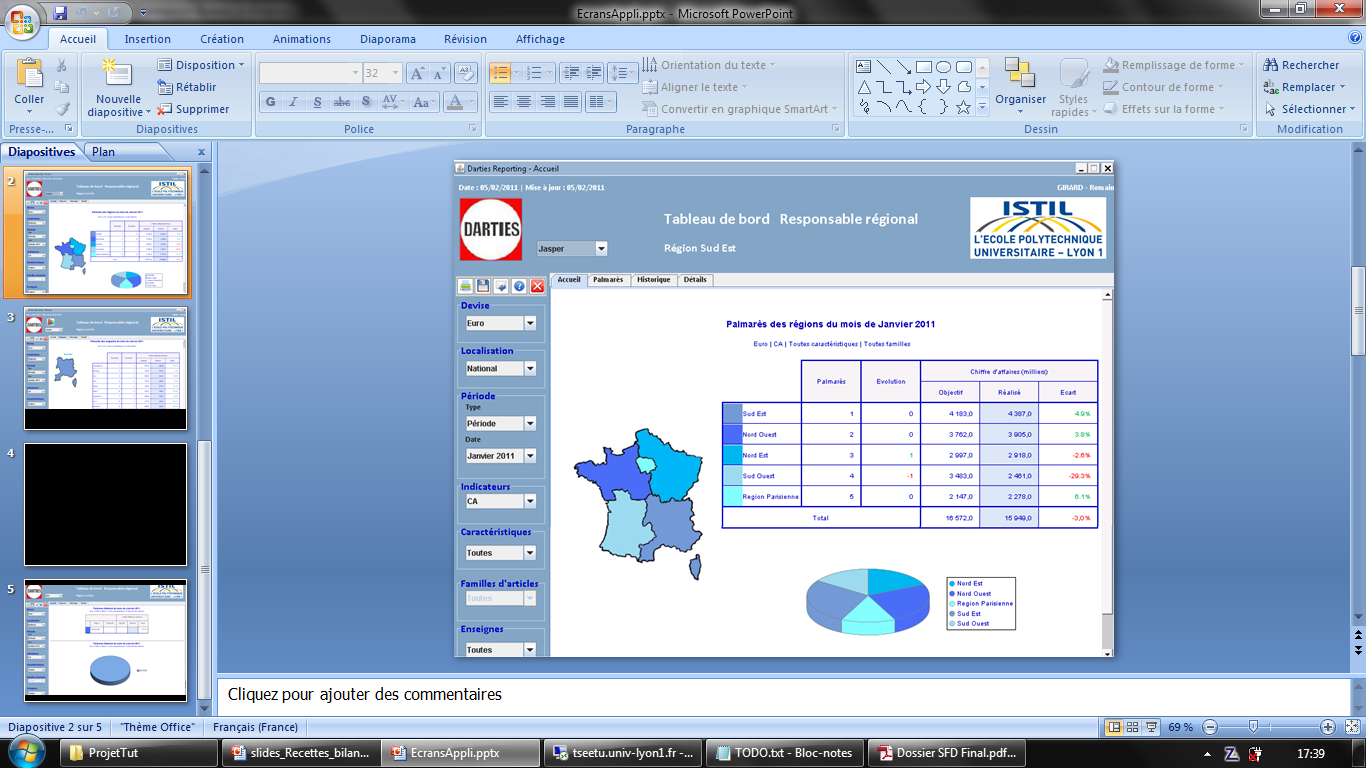 EcransAppli.pptx - Microsoft PowerPoint
Accueil Insertion Création Animations Diaporama Révision Affichage
Coller
Nouvelle diapositive
Disposition
Rétablir
Supprimer
32
Orientation du texte
Aligner le texte
Convertir en graphique SmartArt
Organiser
Styles rapides
Remplissage de forme
Contour de forme
Effets sur la forme
Rechercher
Remplacer
Sélectionner
Presse-... Diapositives Police Paragraphe Dessin Modification
Diapositives Plan
2
3
4
5
Darties Reporting - Accueil
Date : 05/02/2011 | Mise à jour : 05/02/2011
GIRARD - Romain
DARTIES
Jasper
Tableau de bord Responsable régional
Région Sud Est
ISTIL
L'ECOLE POLYTECHNIQUE
UNIVERSITAIRE – LYON 1
Accueil Palmarès Historique Détails
Devise
Euro
Localisation
National
Période
Type
Période
Date
Janvier 2011
Indicateurs
CA
Caractéristiques
Toutes
Familles d'articles
Toutes
Enseignes
Toutes
Palmarès des régions du mois de Janvier 2011
Euro | CA | Toutes caractéristiques | Toutes familles
Palmarès Evolution Chiffre d'affaires (milliers)
Objectif Réalisé Ecart
Sud Est 1 0 4 183,0 4 387,0 4.9%
Nord Ouest 2 0 3 762,0 3 905,0 3.8%
Nord Est 3 1 2 997,0 2 918,0 -2.6%
Sud Ouest 4 -1 3 483,0 2 461,0 -29.3%
Region Parisienne 5 0 2 147,0 2 278,0 6.1%
Total 16 572,0 15 949,0 -3,0%
Nord Est
Nord Ouest
Region Parisienne
Sud Est
Sud Ouest
Cliquez pour ajouter des commentaires
Diapositive 2 sur 5 "Thème Office" Français (France) 69 %
ProjetTut slides_Recettes_bilan... EcransAppli.pptx tseetu.univ-lyon1.fr -... TODO.txt - Bloc-notes Dossier SFD Final.pdf... 17:39